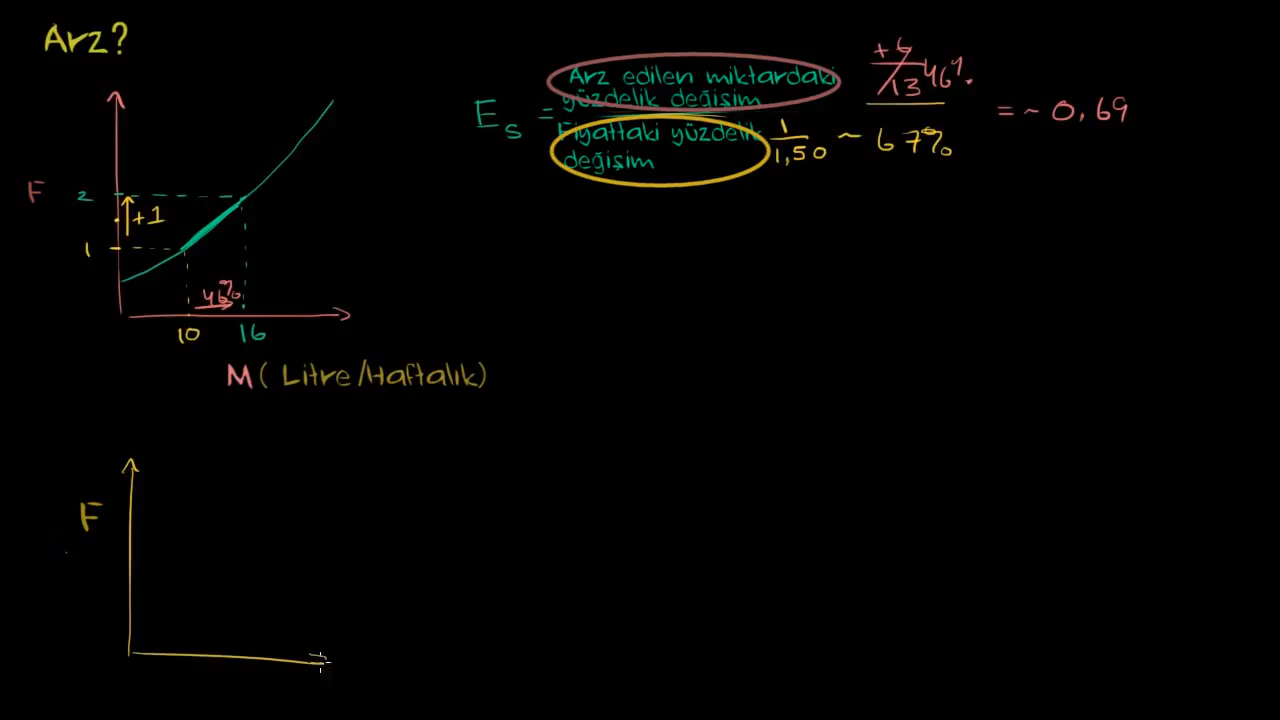 Arz?
F
2
+1
1
46%
10 16
M ( Litre/Haftalık)
Es = Arz edilen miktardaki
yüzdelik değişim
Fiyattaki yüzdelik
değişim
+6/13 46%
1/1,50 ~ 67%
= ~ 0,69
F